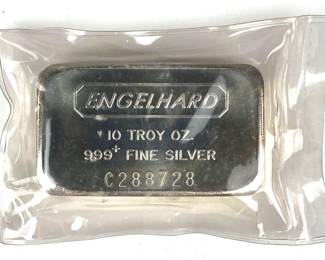 ENGELHARD
10 TROY OZ.
999+ FINE SILVER
C288728